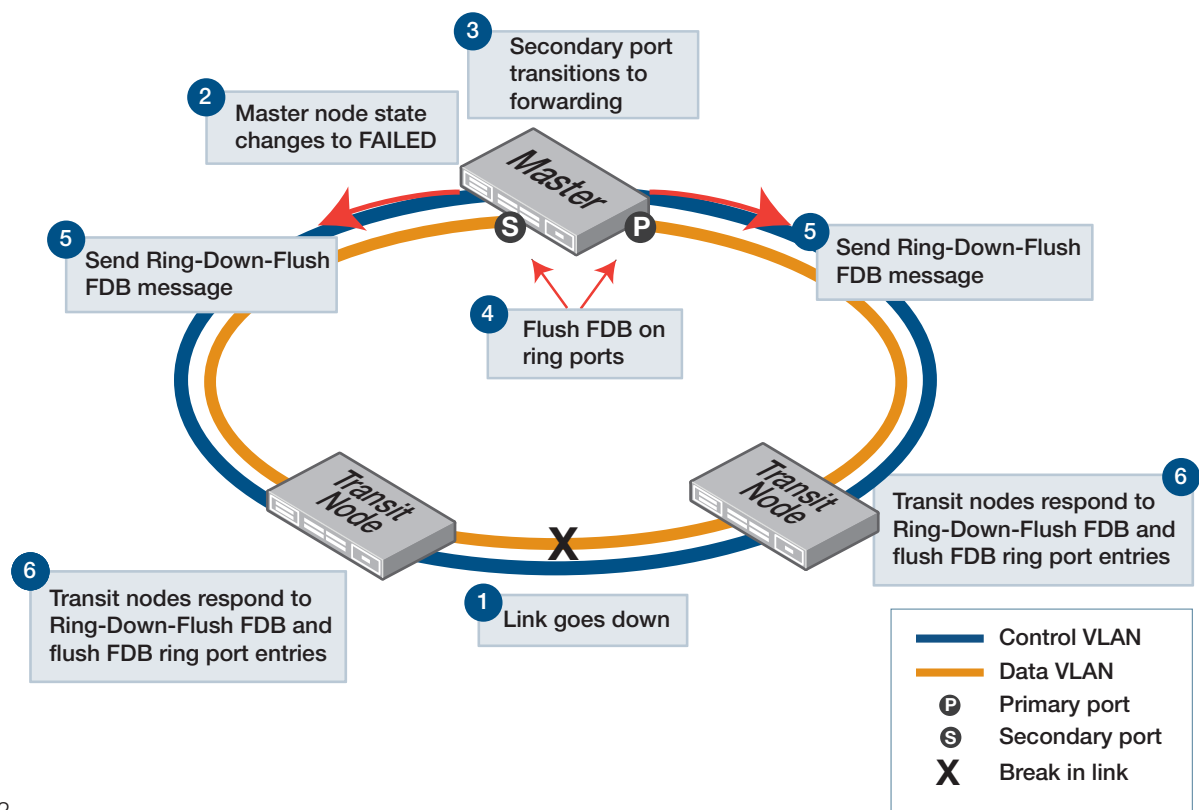 3
Secondary port
transitions to
forwarding
2
Master node state
changes to FAILED
Master
S
P
5
Send Ring-Down-Flush
FDB message
5
Send Ring-Down-Flush
FDB message
4
Flush FDB on
ring ports
Transit
Node
Transit
Node
X
6
Transit nodes respond to
Ring-Down-Flush FDB and
flush FDB ring port entries
6
Transit nodes respond to
Ring-Down-Flush FDB and
flush FDB ring port entries
1
Link goes down
Control VLAN
Data VLAN
P Primary port
S Secondary port
X Break in link